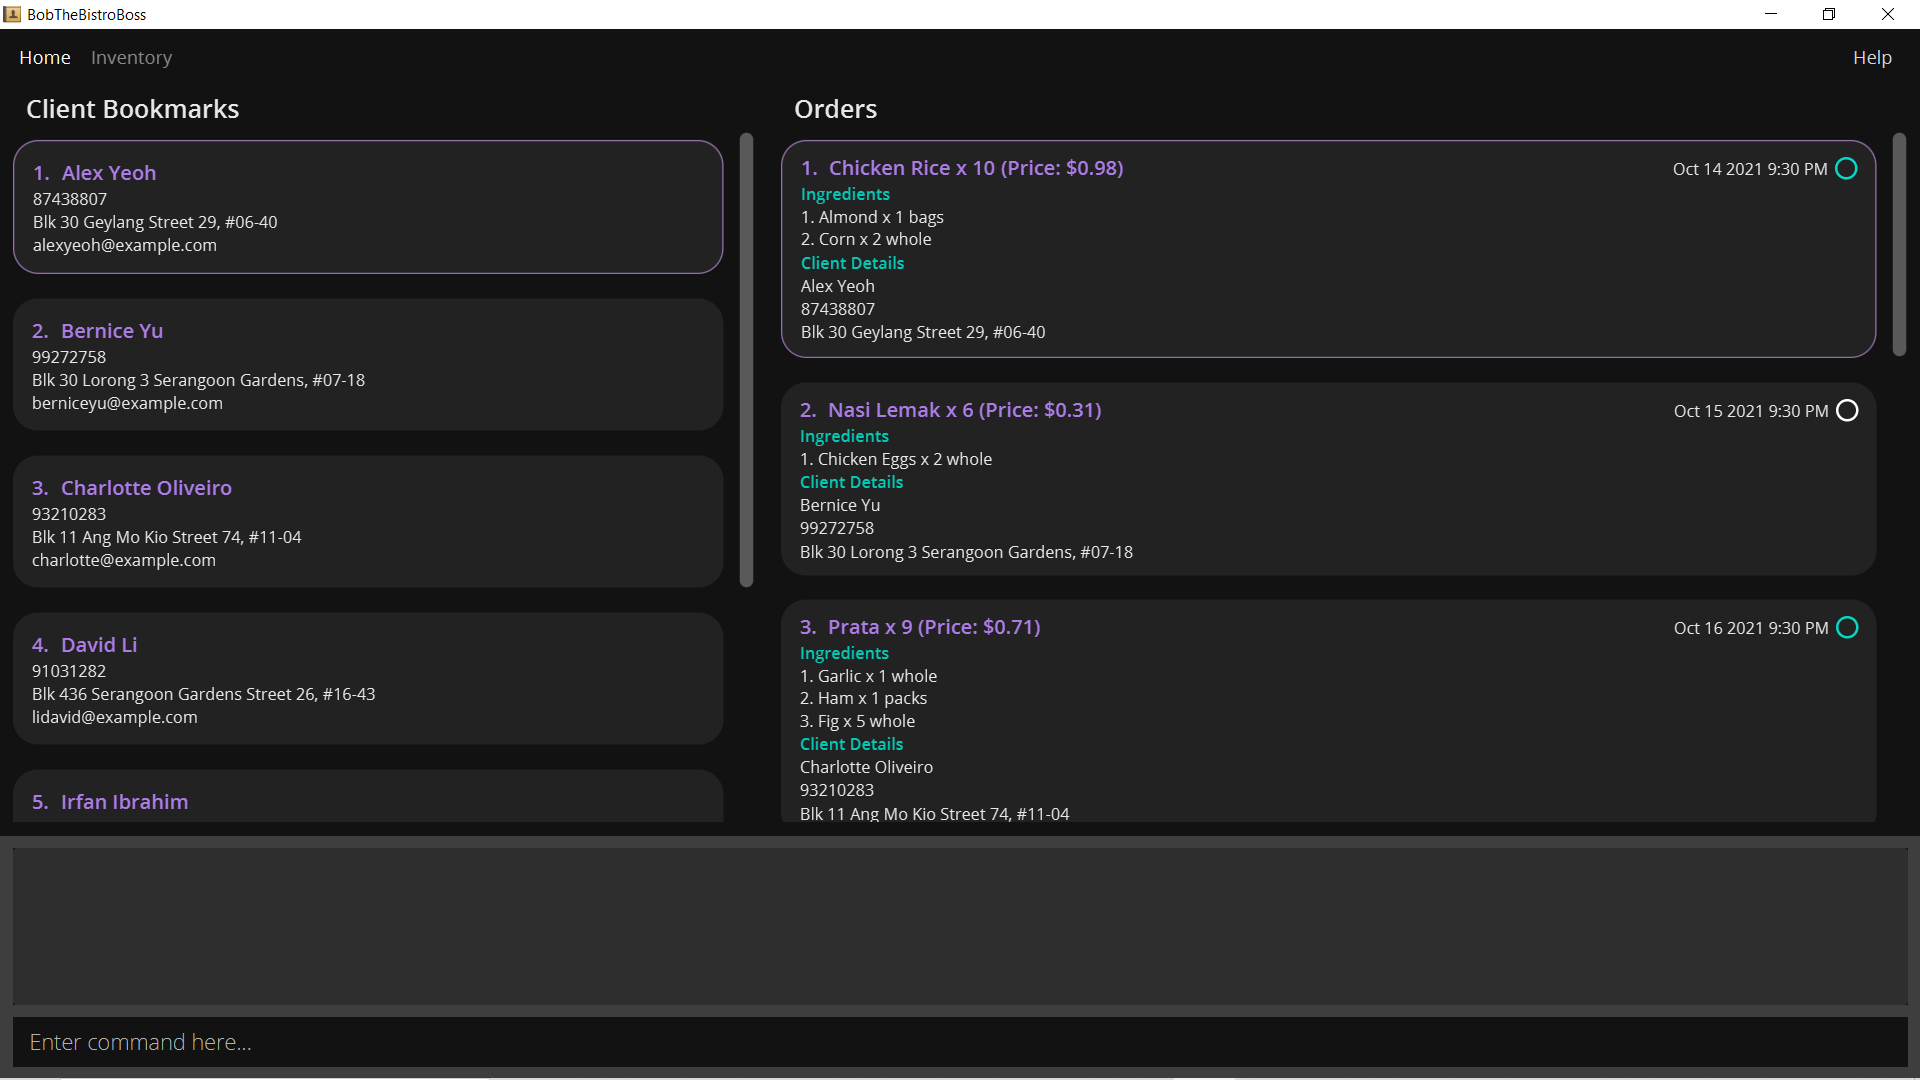 BobTheBistroBoss
Home Inventory Help
Client Bookmarks
1. Alex Yeoh
87438807
Blk 30 Geylang Street 29, #06-40
alexyeoh@example.com
2. Bernice Yu
99272758
Blk 30 Lorong 3 Serangoon Gardens, #07-18
berniceyu@example.com
3. Charlotte Oliveiro
93210283
Blk 11 Ang Mo Kio Street 74, #11-04
charlotte@example.com
4. David Li
91031282
Blk 436 Serangoon Gardens Street 26, #16-43
lidavid@example.com
5. Irfan Ibrahim
Orders
1. Chicken Rice x 10 (Price: $0.98) Oct 14 2021 9:30 PM
Ingredients
1. Almond x 1 bags
2. Corn x 2 whole
Client Details
Alex Yeoh
87438807
Blk 30 Geylang Street 29, #06-40
2. Nasi Lemak x 6 (Price: $0.31) Oct 15 2021 9:30 PM
Ingredients
1. Chicken Eggs x 2 whole
Client Details
Bernice Yu
99272758
Blk 30 Lorong 3 Serangoon Gardens, #07-18
3. Prata x 9 (Price: $0.71) Oct 16 2021 9:30 PM
Ingredients
1. Garlic x 1 whole
2. Ham x 1 packs
3. Fig x 5 whole
Client Details
Charlotte Oliveiro
93210283
Blk 11 Ang Mo Kio Street 74, #11-04
Enter command here...